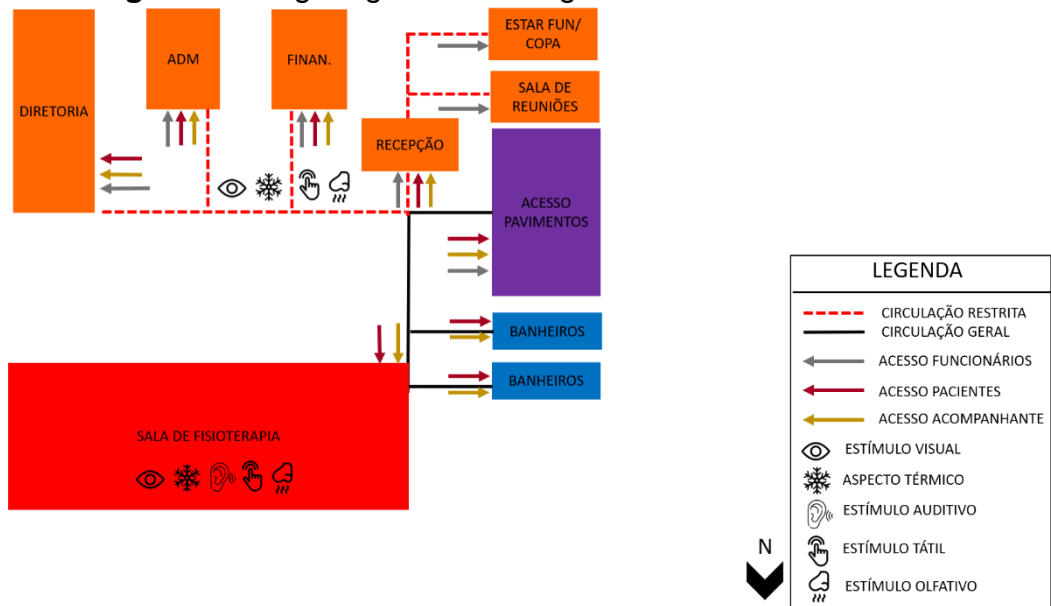 ESTAR FUN/
COPA
ADM
FINAN.
DIRETORIA
SALA DE
REUNIÕES
RECEPÇÃO
ACESSO
PAVIMENTOS
BANHEIROS
BANHEIROS
SALA DE FISIOTERAPIA
LEGENDA
CIRCULAÇÃO RESTRITA
CIRCULAÇÃO GERAL
ACESSO FUNCIONÁRIOS
ACESSO PACIENTES
ACESSO ACOMPANHANTE
ESTÍMULO VISUAL
ASPECTO TÉRMICO
ESTÍMULO AUDITIVO
ESTÍMULO TÁTIL
ESTÍMULO OLFATIVO
N